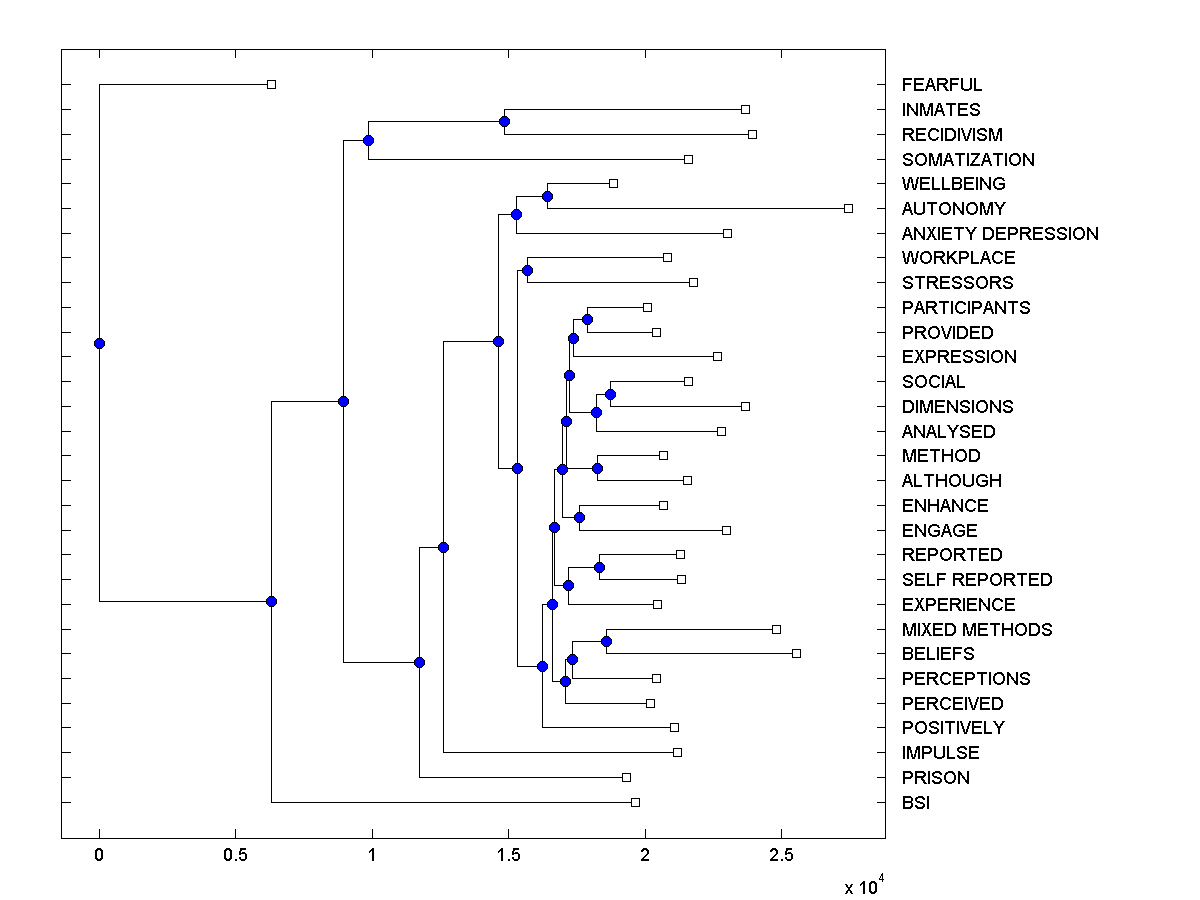 FEARFUL
INMATES
RECIDIVISM
SOMATIZATION
WELLBEING
AUTONOMY
ANXIETY DEPRESSION
WORKPLACE
STRESSORS
PARTICIPANTS
PROVIDED
EXPRESSION
SOCIAL
DIMENSIONS
ANALYSED
METHOD
ALTHOUGH
ENHANCE
ENGAGE
REPORTED
SELF REPORTED
EXPERIENCE
MIXED METHODS
BELIEFS
PERCEPTIONS
PERCEIVED
POSITIVELY
IMPULSE
PRISON
BSI
0 0.5 1 1.5 2 2.5
x 10^4